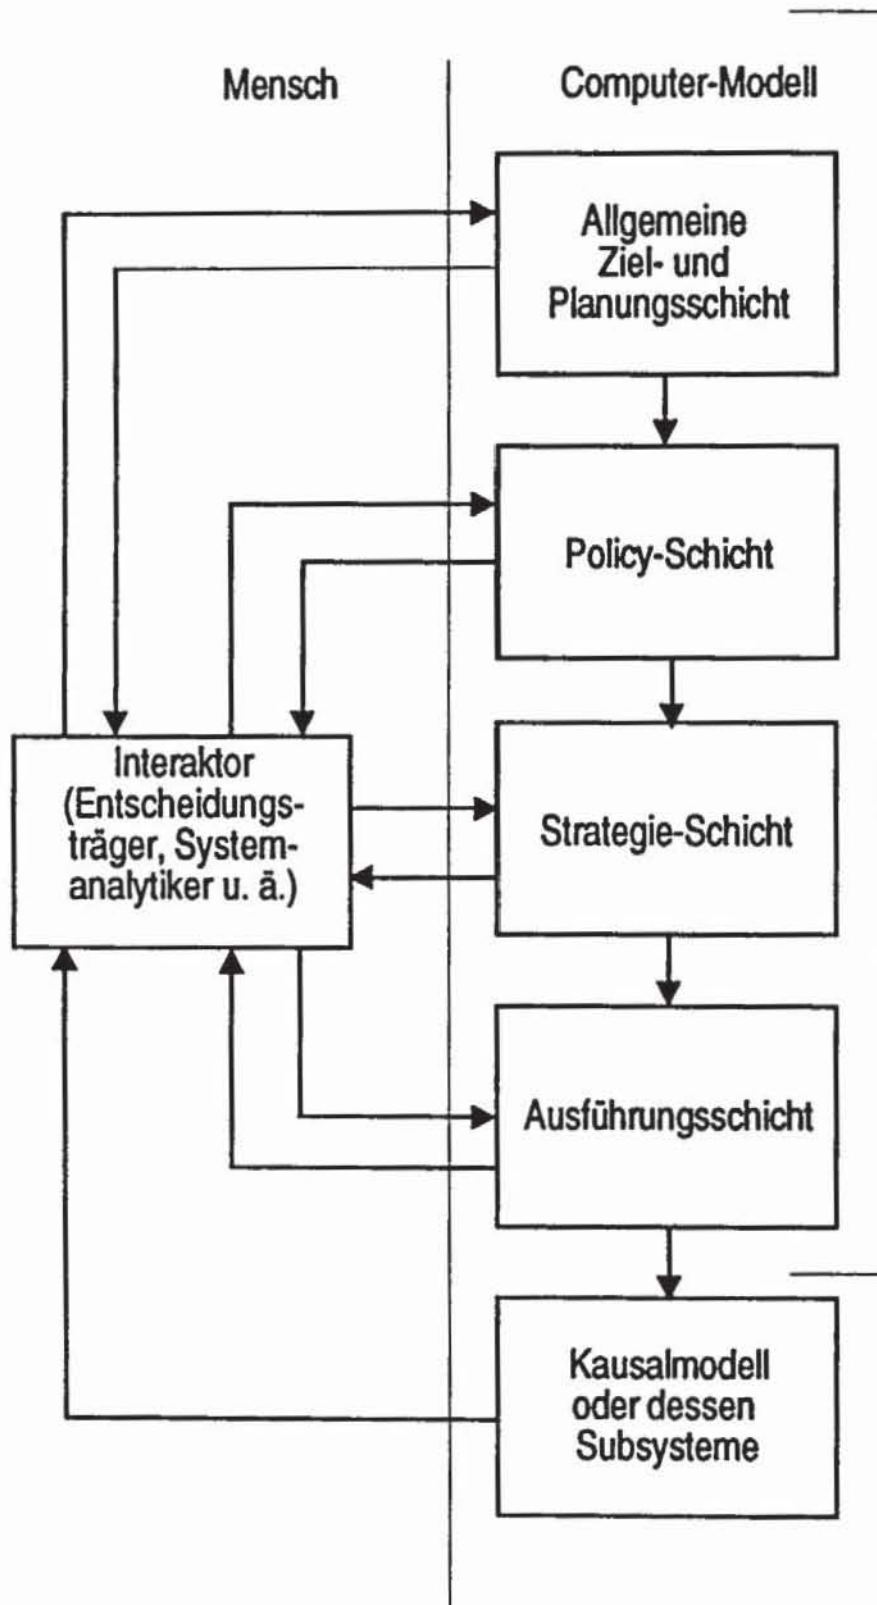 Mensch
Computer-Modell
Allgemeine
Ziel- und
Planungsschicht
Policy-Schicht
Interaktor
(Entscheidungs-
träger, System-
analytiker u. ä.)
Strategie-Schicht
Ausführungsschicht
Kausalmodell
oder dessen
Subsysteme